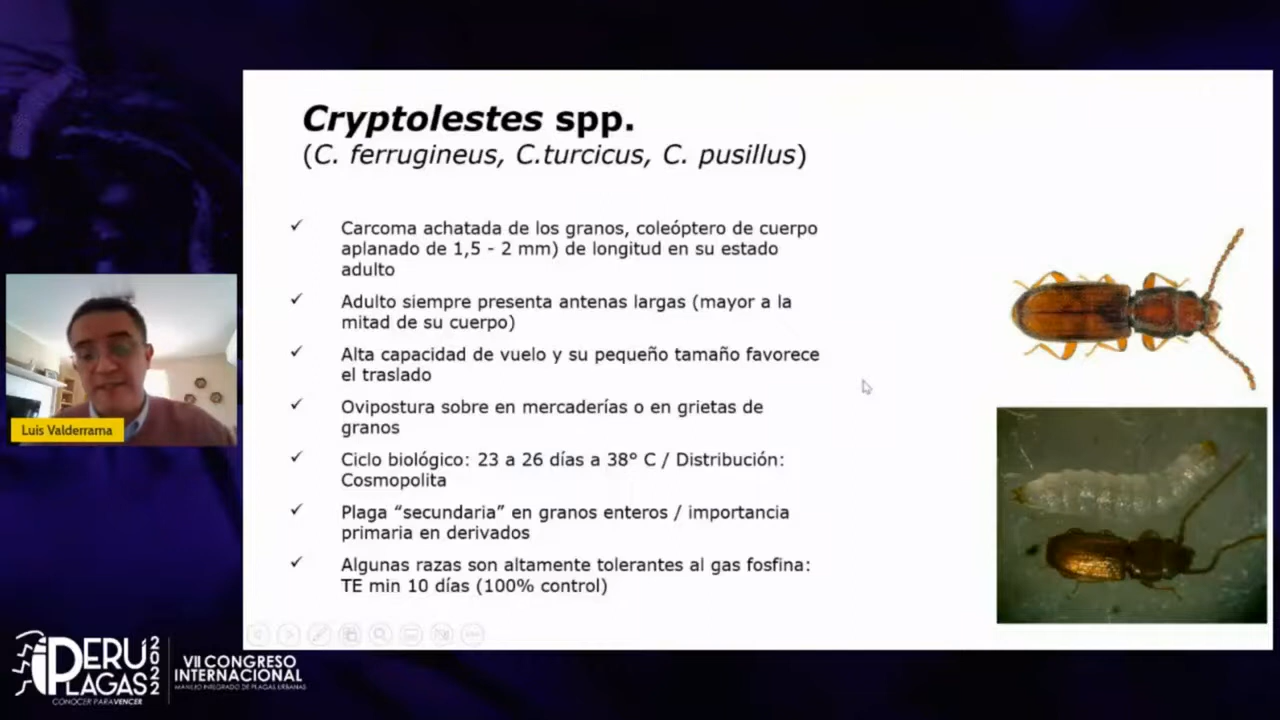 Cryptolestes spp.
(C. ferrugineus, C.turcicus, C. pusillus)
✓ Carcoma achatada de los granos, coleóptero de cuerpo
aplanado de 1,5 - 2 mm) de longitud en su estado
adulto
✓ Adulto siempre presenta antenas largas (mayor a la
mitad de su cuerpo)
✓ Alta capacidad de vuelo y su pequeño tamaño favorece
el traslado
✓ Ovipostura sobre en mercaderías o en grietas de
granos
✓ Ciclo biológico: 23 a 26 días a 38° C / Distribución:
Cosmopolita
✓ Plaga “secundaria” en granos enteros / importancia
primaria en derivados
✓ Algunas razas son altamente tolerantes al gas fosfina:
TE min 10 días (100% control)
Luis Valderrama
PERÚ
PLAGAS
2022
CONOCER PARA VENCER
VII CONGRESO
INTERNACIONAL
MANEJO INTEGRADO DE PLAGAS URBANAS